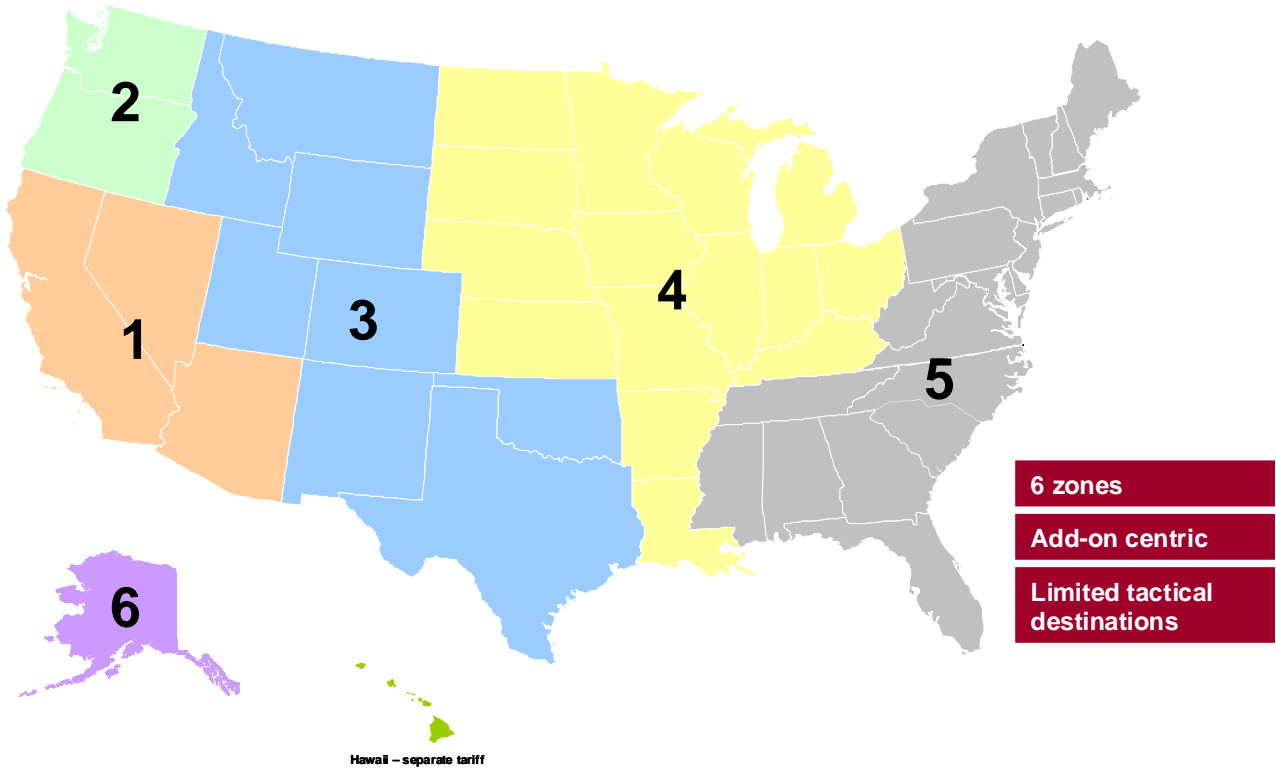 2
1
3
4
5
6
6 zones
Add-on centric
Limited tactical
destinations
Hawaii – separate tariff